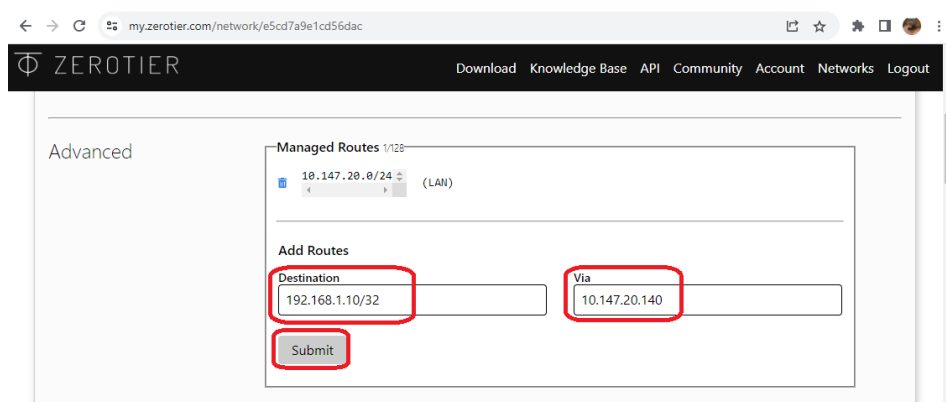 my.zerotier.com/network/e5cd7a9e1cd56dac
ZEROTIER
Download Knowledge Base API Community Account Networks Logout
Advanced
Managed Routes 1/128
10.147.20.0/24 (LAN)
Add Routes
Destination Via
192.168.1.10/32 10.147.20.140
Submit